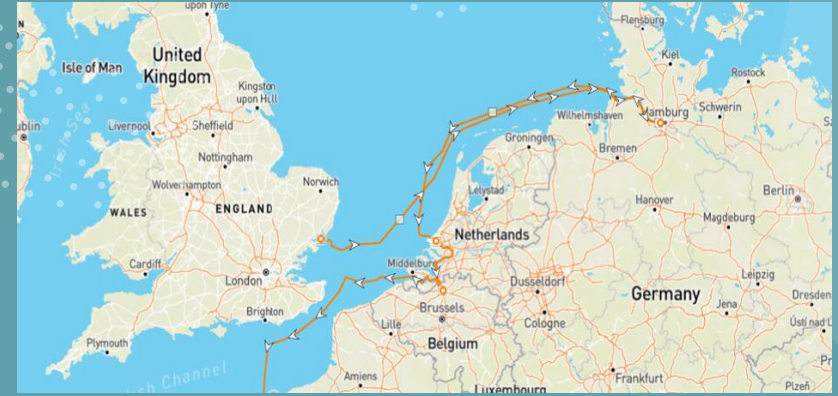 upon Tyne
Flensburg
Kiel
Isle of Man
United
Kingdom
Rostock
Kingston
upon Hull
Hamburg
Schwerin
Wilhelmshaven
Liverpool
Sheffield
Groningen
Bremen
Irish Sea
Nottingham
Norwich
Wolverhampton
Lelystad
Berlin
WALES
ENGLAND
Hanover
Magdeburg
Netherlands
Cardiff
London
Middelburg
Dusseldorf
Leipzig
Germany
Dresden
Brighton
Brussels
Jena
Lille
Cologne
Plymouth
Belgium
Amiens
Frankfurt
Luxembourg
Plzeň